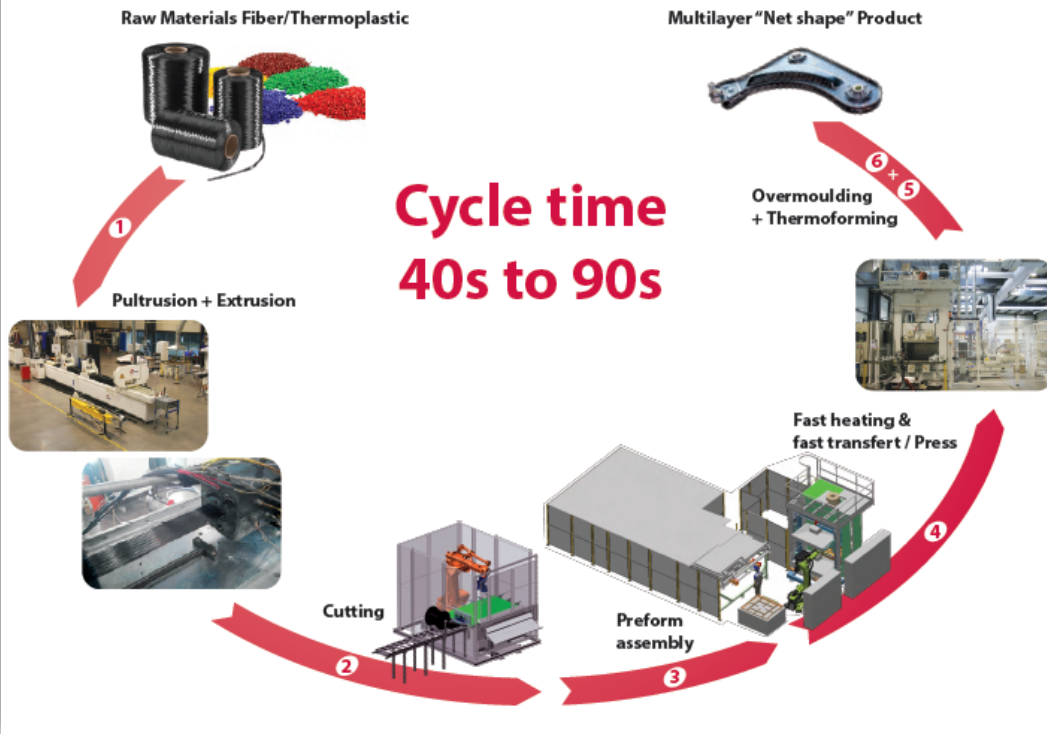 Raw Materials Fiber/Thermoplastic
Multilayer “Net shape” Product
Cycle time
40s to 90s
1
Pultrusion + Extrusion
Cutting
2
Preform
assembly
3
Fast heating &
fast transfert / Press
4
Overmoulding
+ Thermoforming
6 + 5